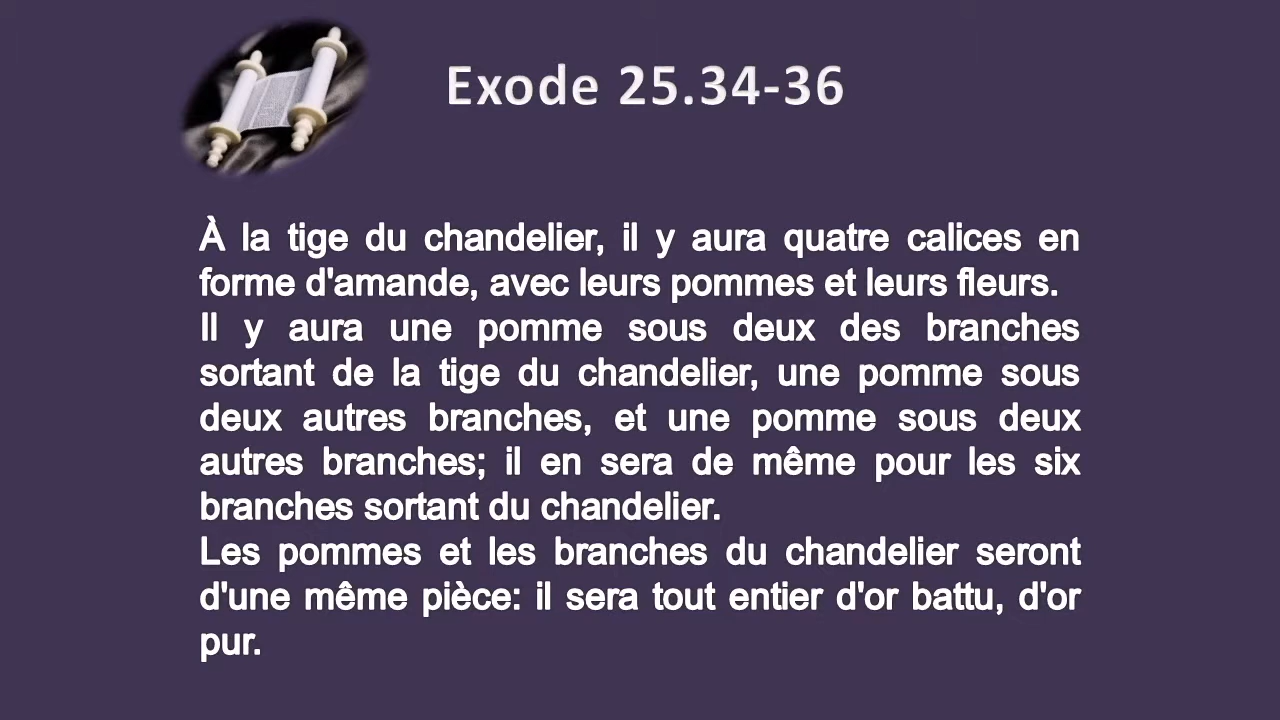 Exode 25.34-36
À la tige du chandelier, il y aura quatre calices en
forme d'amande, avec leurs pommes et leurs fleurs.
Il y aura une pomme sous deux des branches
sortant de la tige du chandelier, une pomme sous
deux autres branches, et une pomme sous deux
autres branches; il en sera de même pour les six
branches sortant du chandelier.
Les pommes et les branches du chandelier seront
d'une même pièce: il sera tout entier d'or battu, d'or
pur.